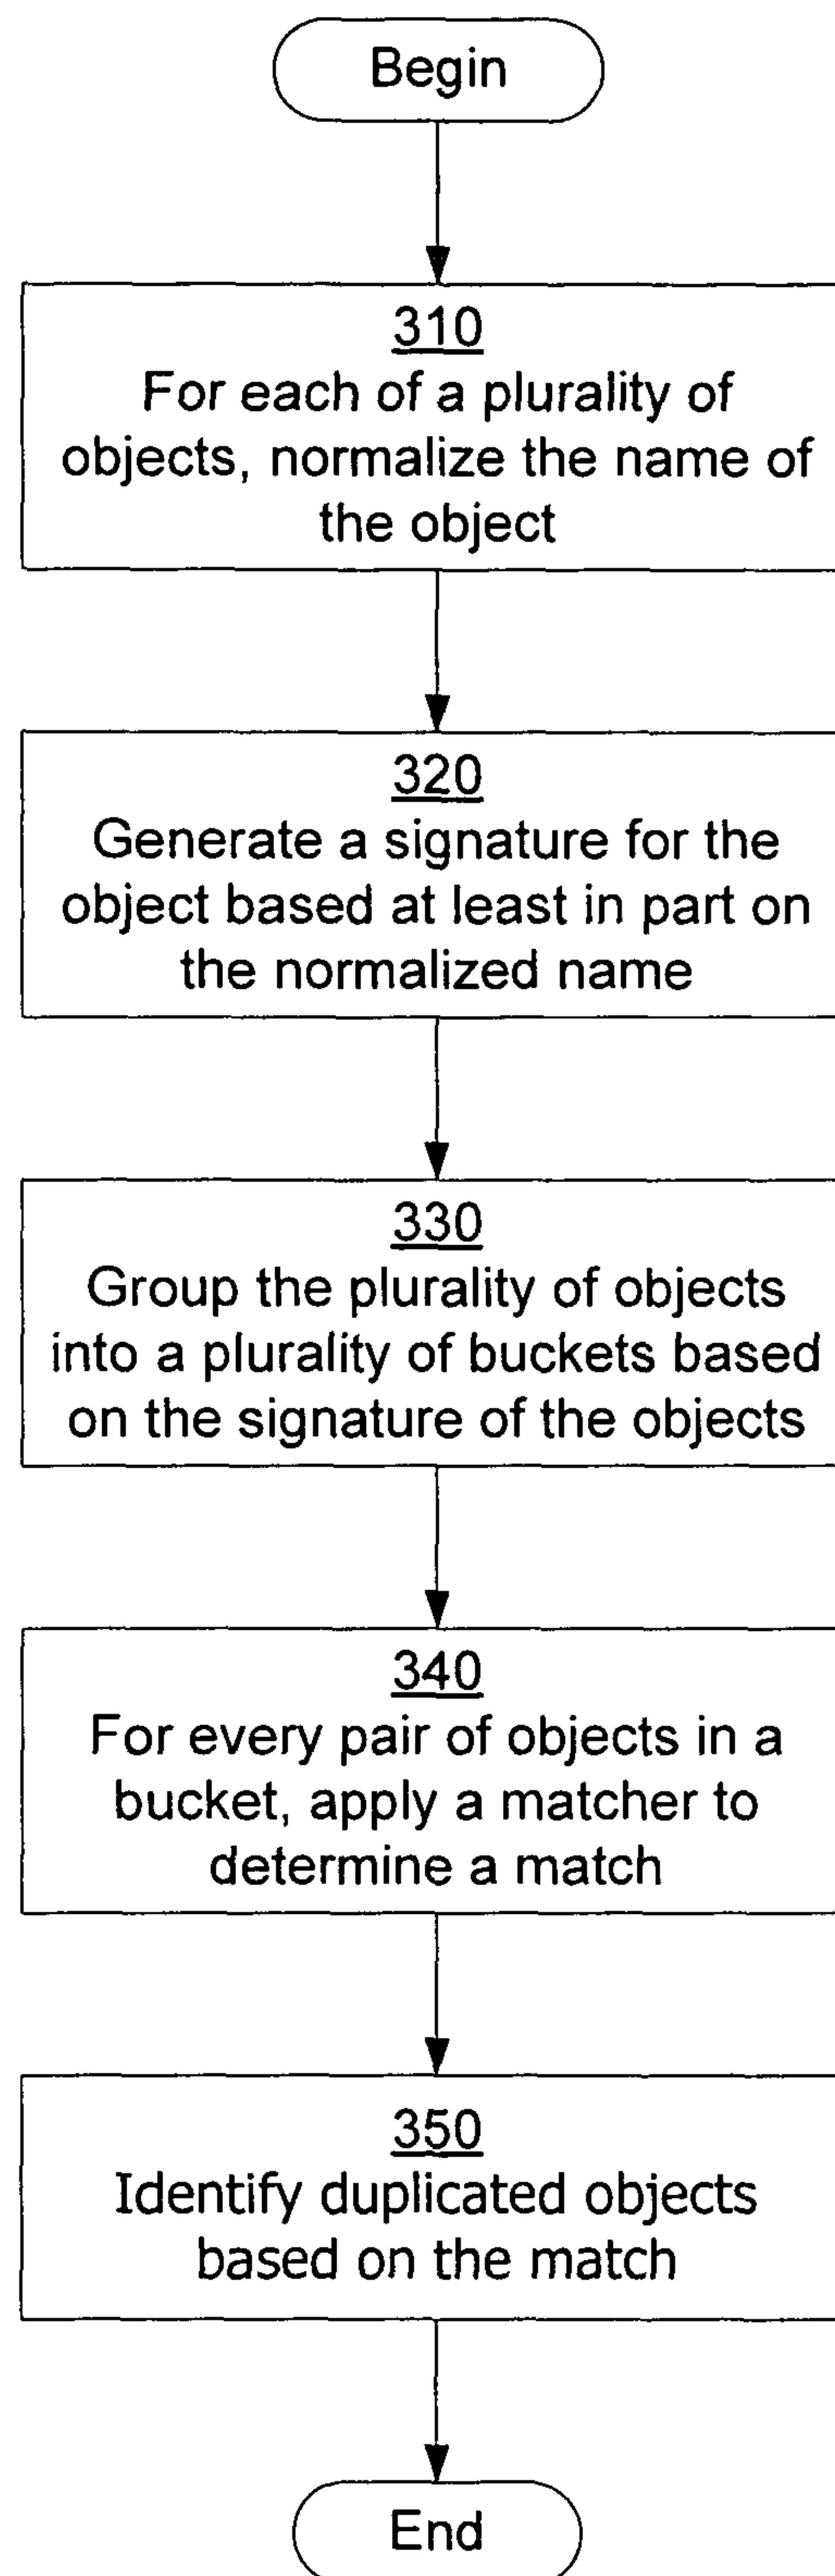 Begin
310
For each of a plurality of
objects, normalize the name of
the object
320
Generate a signature for the
object based at least in part on
the normalized name
330
Group the plurality of objects
into a plurality of buckets based
on the signature of the objects
340
For every pair of objects in a
bucket, apply a matcher to
determine a match
350
Identify duplicated objects
based on the match
End